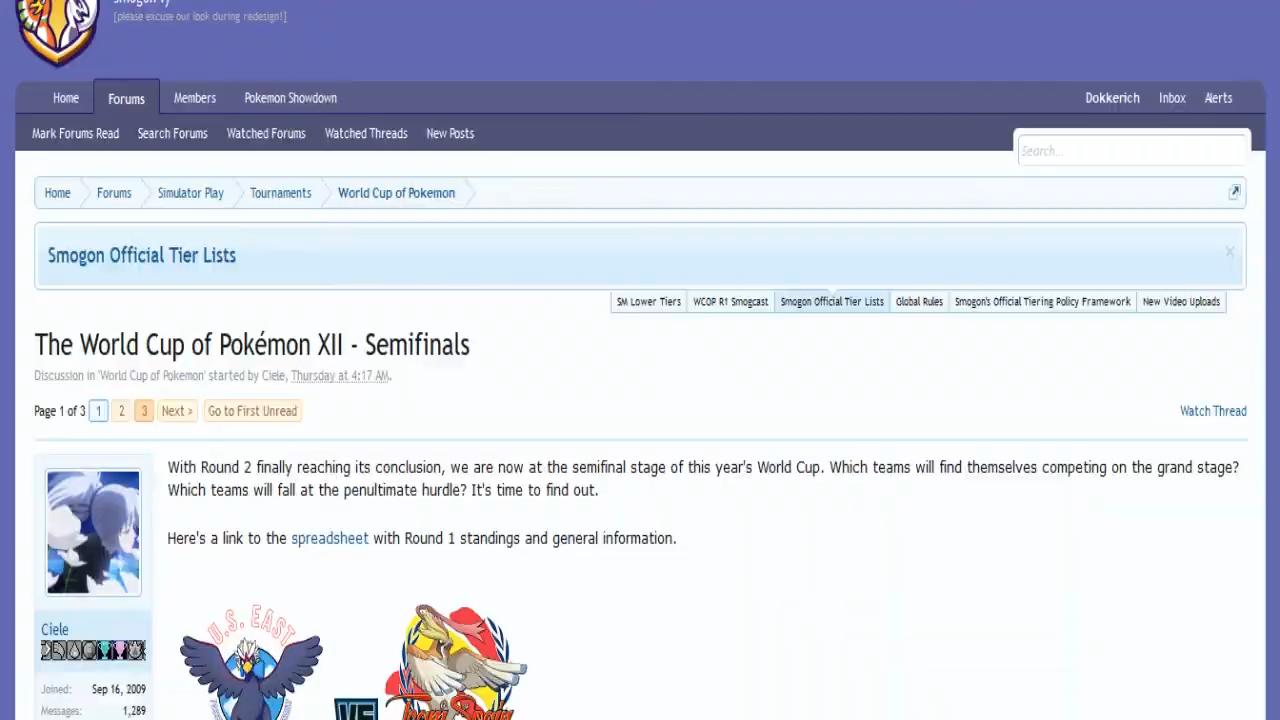 [please excuse our look during redesign!]
Home Forums Members Pokemon Showdown Dokkerich Inbox Alerts
Mark Forums Read Search Forums Watched Forums Watched Threads New Posts
Search...
Home Forums Simulator Play Tournaments World Cup of Pokemon
Smogon Official Tier Lists
SM Lower Tiers WCOP R1 Smogcast Smogon Official Tier Lists Global Rules Smogon's Official Tiering Policy Framework New Video Uploads
The World Cup of Pokémon XII - Semifinals
Discussion in 'World Cup of Pokemon' started by Ciele, Thursday at 4:17 AM.
Page 1 of 3 1 2 3 Next > Go to First Unread Watch Thread
With Round 2 finally reaching its conclusion, we are now at the semifinal stage of this year's World Cup. Which teams will find themselves competing on the grand stage?
Which teams will fall at the penultimate hurdle? It's time to find out.
Here's a link to the spreadsheet with Round 1 standings and general information.
Ciele
Joined: Sep 16, 2009
Messages: 1,289
U.S. EAST
VS
Team Spain